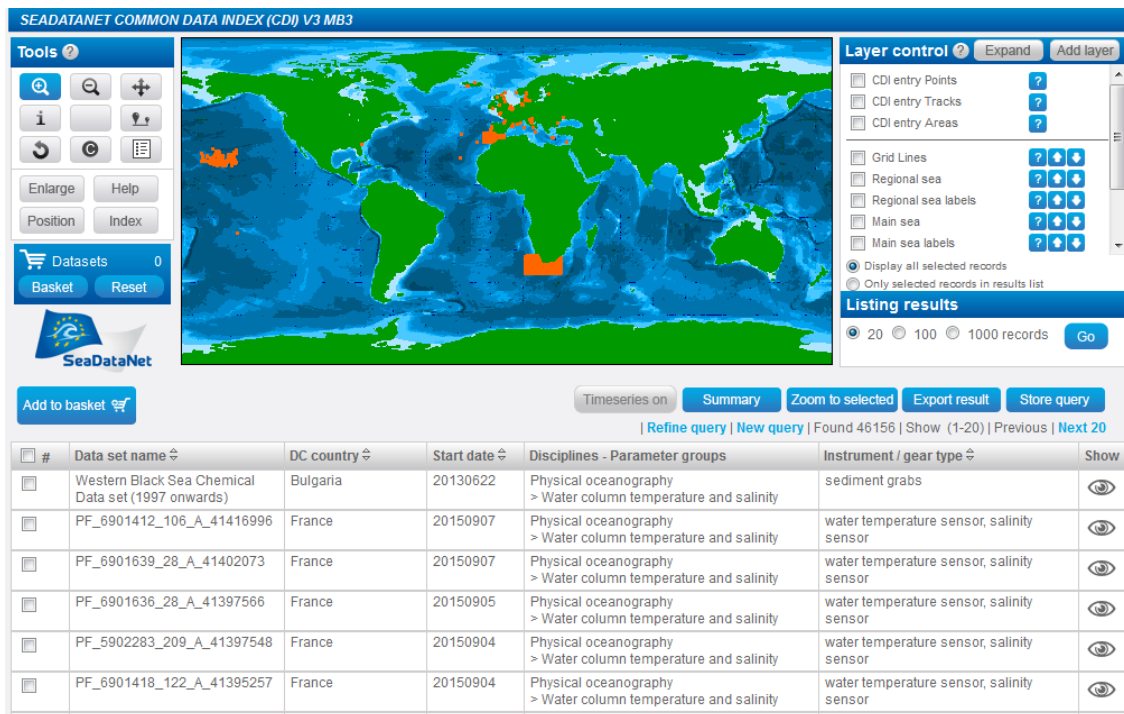 SEADATANET COMMON DATA INDEX (CDI) V3 MB3
Tools ?
i
C
Enlarge Help
Position Index
Datasets 0
Basket Reset
SeaDataNet
Layer control ? Expand Add layer
CDI entry Points ?
CDI entry Tracks ?
CDI entry Areas ?
Grid Lines ?
Regional sea ?
Regional sea labels ?
Main sea ?
Main sea labels ?
Display all selected records
Only selected records in results list
Listing results
20 100 1000 records Go
Add to basket
Timeseries on Summary Zoom to selected Export result Store query
| Refine query | New query | Found 46156 | Show (1-20) | Previous | Next 20
# Data set name DC country Start date Disciplines - Parameter groups Instrument / gear type Show
Western Black Sea Chemical Bulgaria 20130622 Physical oceanography sediment grabs
Data set (1997 onwards) > Water column temperature and salinity
PF_6901412_106_A_41416996 France 20150907 Physical oceanography water temperature sensor, salinity
> Water column temperature and salinity sensor
PF_6901639_28_A_41402073 France 20150907 Physical oceanography water temperature sensor, salinity
> Water column temperature and salinity sensor
PF_6901636_28_A_41397566 France 20150905 Physical oceanography water temperature sensor, salinity
> Water column temperature and salinity sensor
PF_5902283_209_A_41397548 France 20150904 Physical oceanography water temperature sensor, salinity
> Water column temperature and salinity sensor
PF_6901418_122_A_41395257 France 20150904 Physical oceanography water temperature sensor, salinity
> Water column temperature and salinity sensor